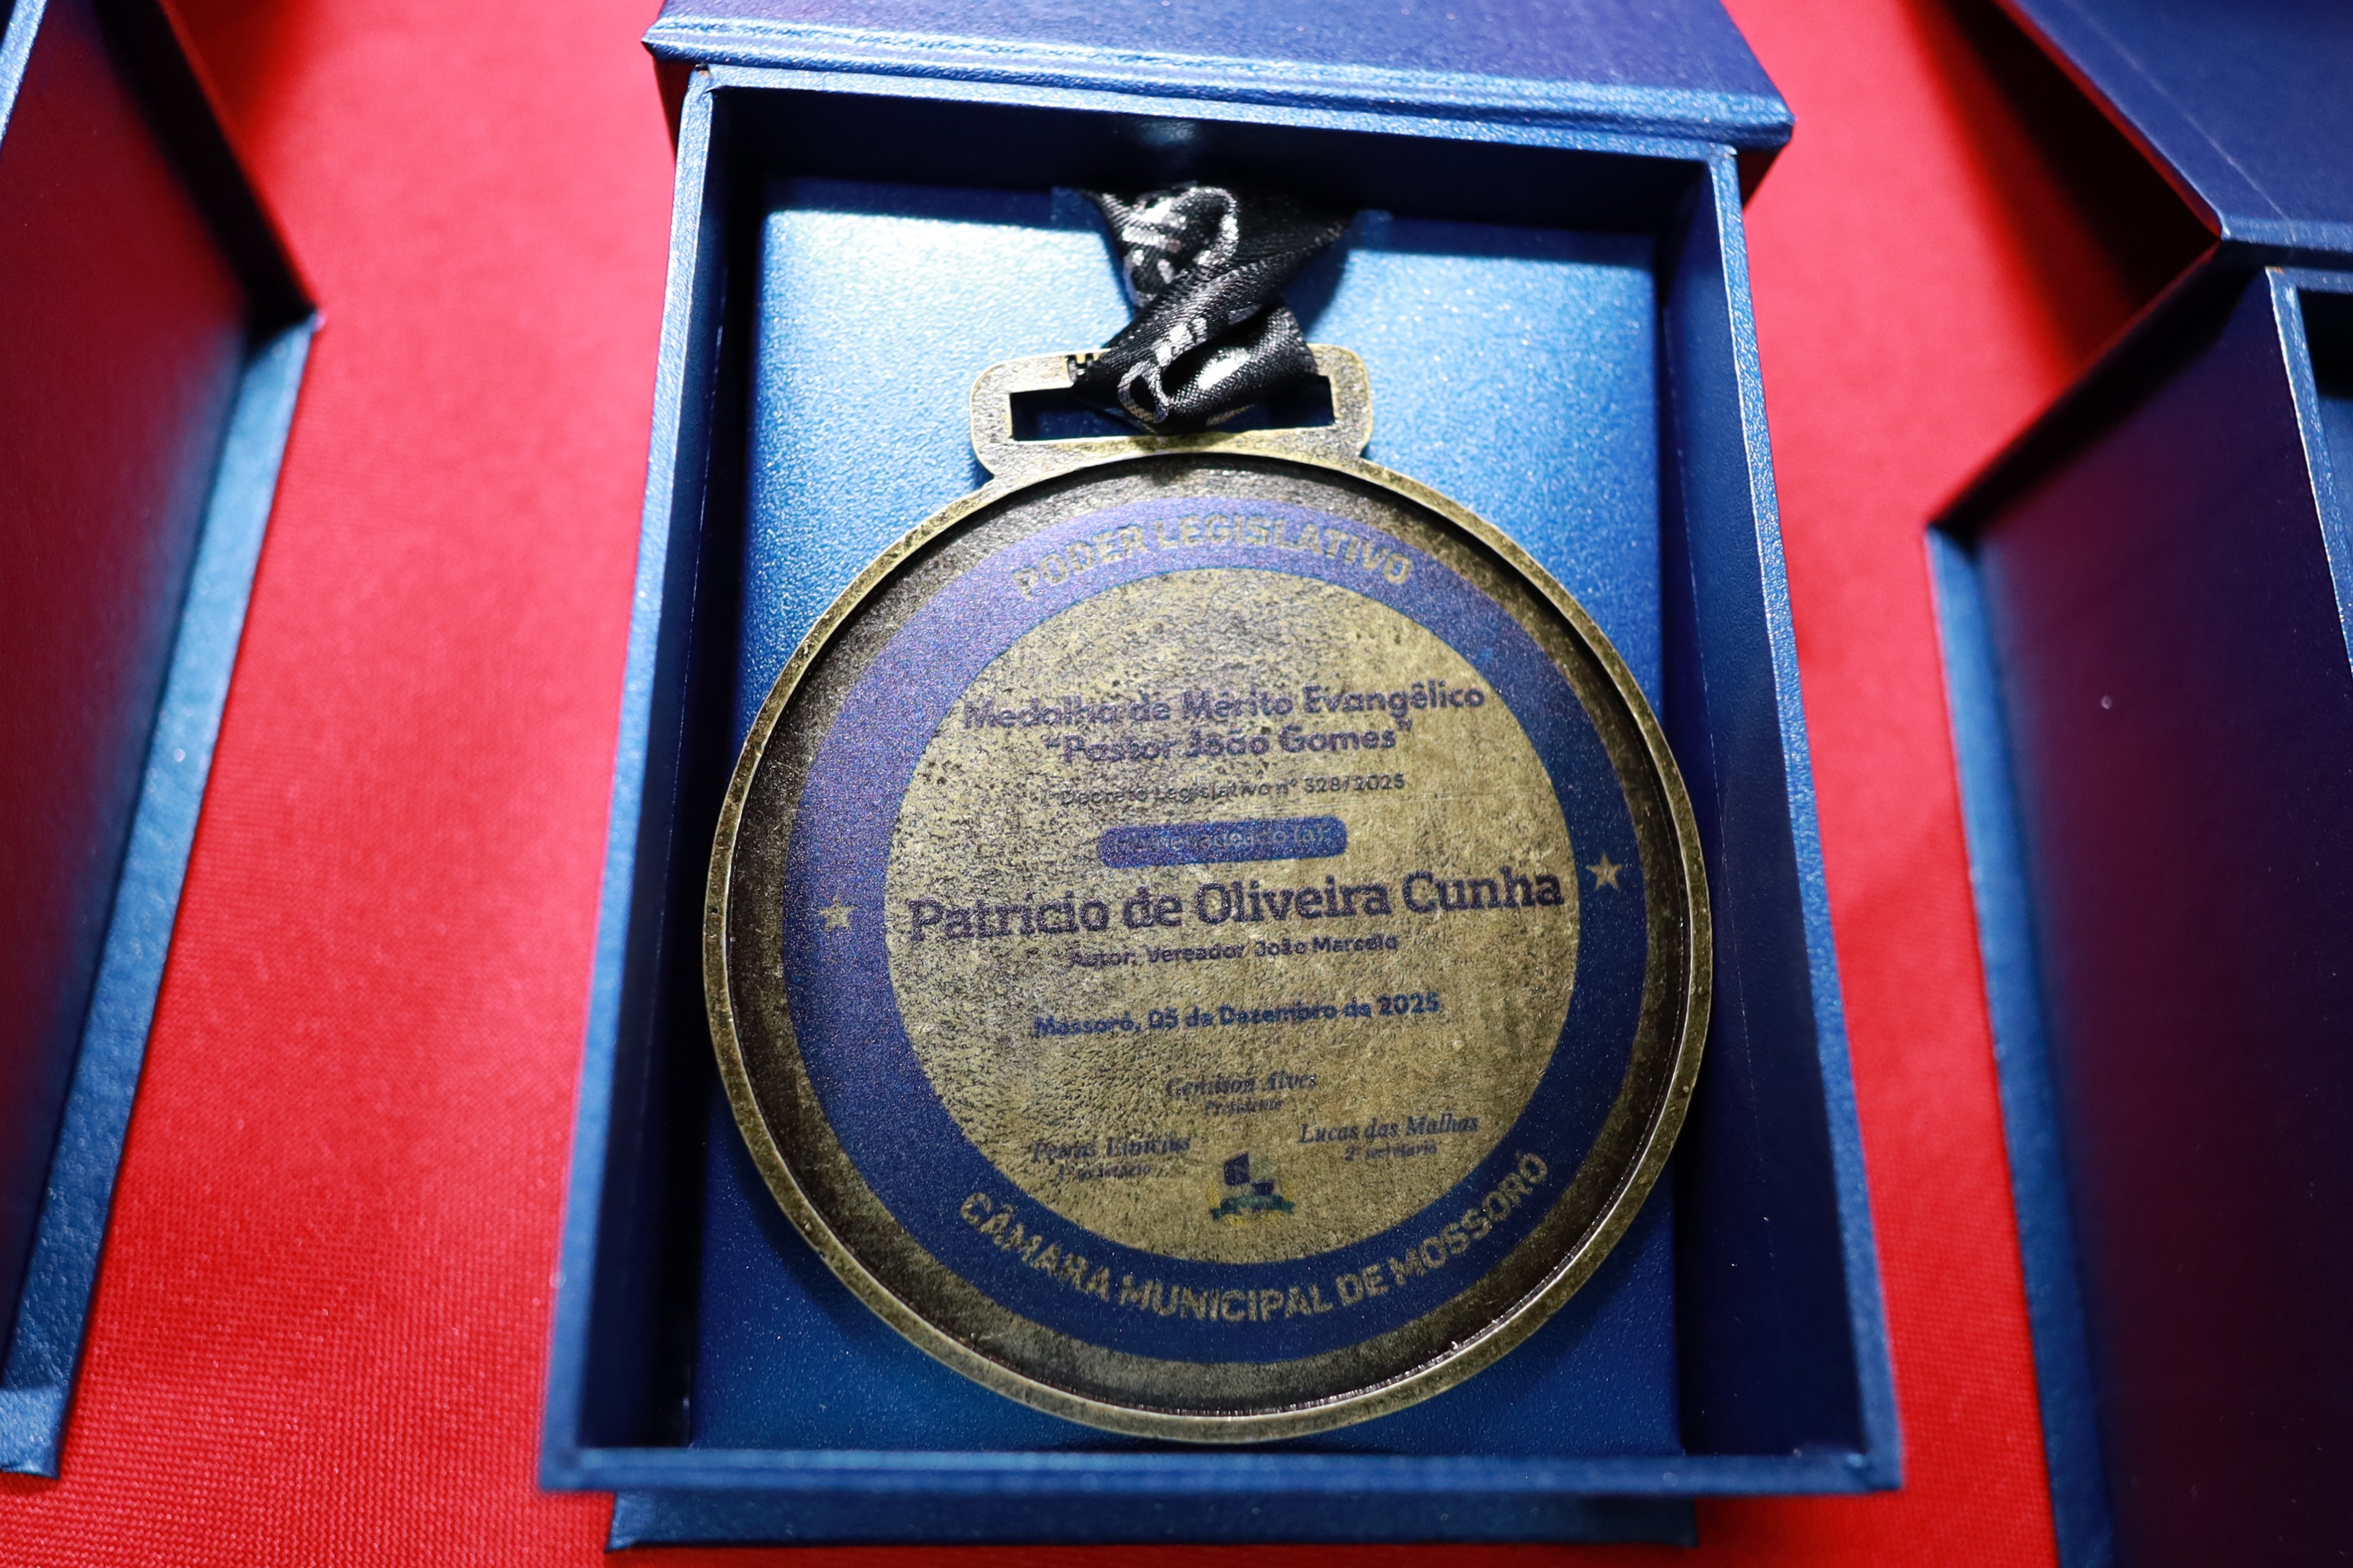 PODER LEGISLATIVO
Medalha de Mérito Evangêlico
"Pastor João Gomes"
Decreto Legislativo nº 328/2025
Patrício de Oliveira Cunha
Autor: Vereador João Marcelo
Mossoró, 05 de Dezembro de 2025
Genilson Alves
Presidente
Lucas das Malhas
2º secretário
CÂMARA MUNICIPAL DE MOSSORÓ